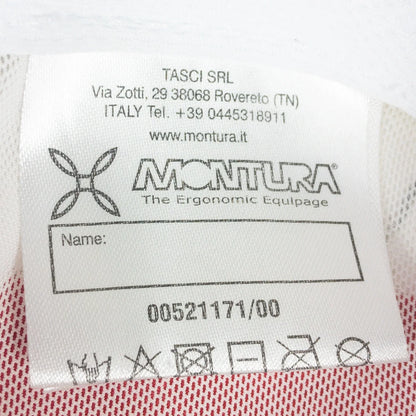 TASCI SRL
Via Zotti, 29 38068 Rovereto (TN)
ITALY Tel. +39 0445318911
www.montura.it
MONTURA®
The Ergonomic Equipage
Name:
00521171/00